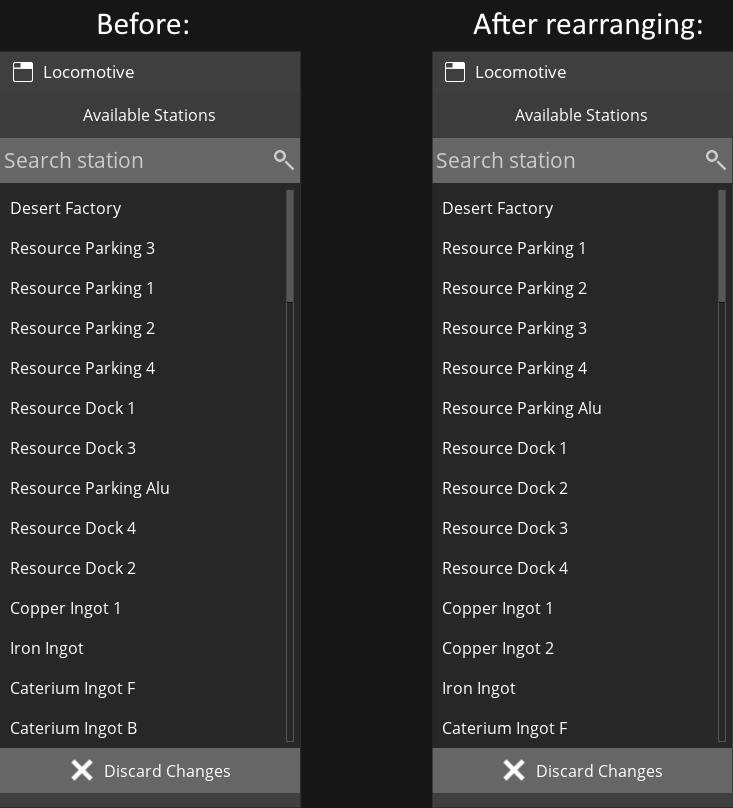 Before:
Locomotive
Available Stations
Search station
Desert Factory
Resource Parking 3
Resource Parking 1
Resource Parking 2
Resource Parking 4
Resource Dock 1
Resource Dock 3
Resource Parking Alu
Resource Dock 4
Resource Dock 2
Copper Ingot 1
Iron Ingot
Caterium Ingot F
Caterium Ingot B
Discard Changes
After rearranging:
Locomotive
Available Stations
Search station
Desert Factory
Resource Parking 1
Resource Parking 2
Resource Parking 3
Resource Parking 4
Resource Parking Alu
Resource Dock 1
Resource Dock 2
Resource Dock 3
Resource Dock 4
Copper Ingot 1
Copper Ingot 2
Iron Ingot
Caterium Ingot F
Discard Changes